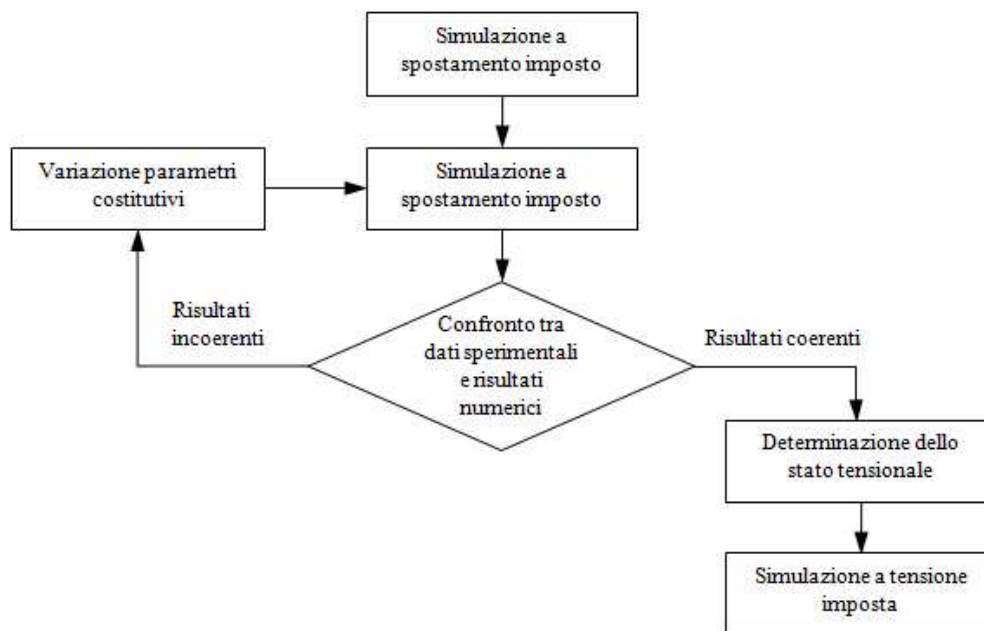 Simulazione a
spostamento imposto
Variazione parametri
costitutivi
Simulazione a
spostamento imposto
Risultati
incoerenti
Confronto tra
dati sperimentali
e risultati
numerici
Risultati coerenti
Determinazione dello
stato tensionale
Simulazione a tensione
imposta